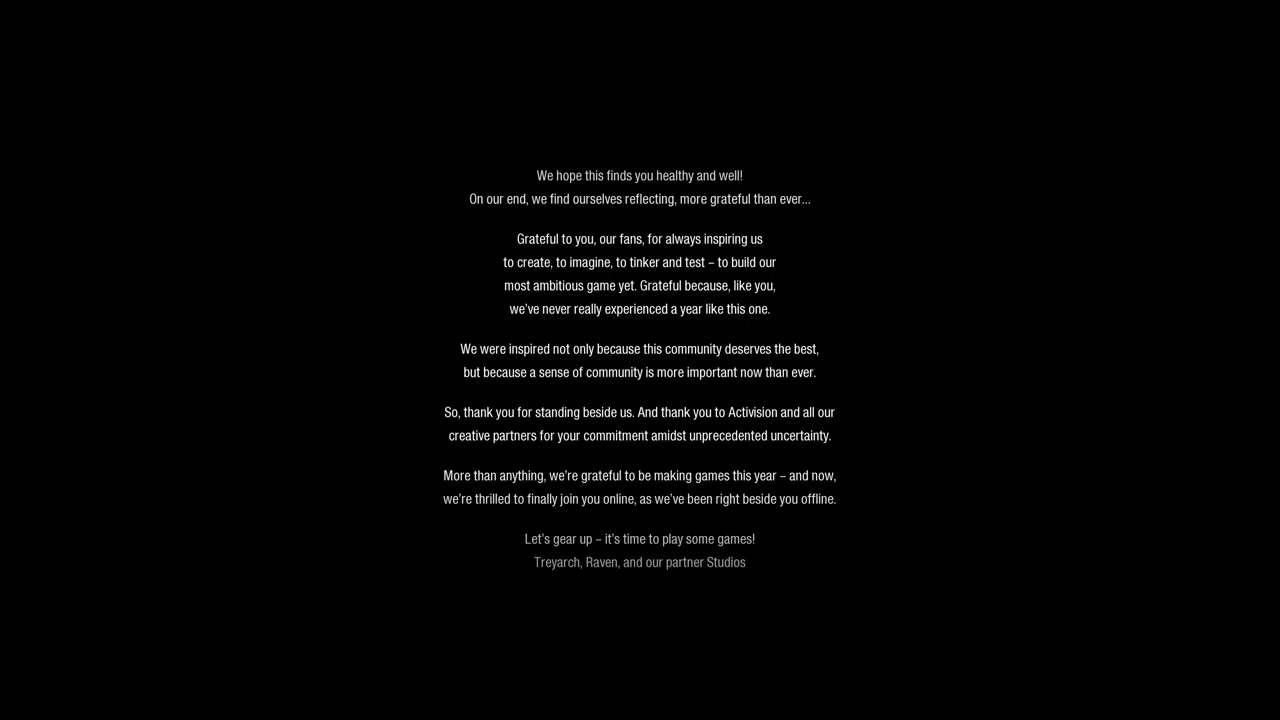 We hope this finds you healthy and well!
On our end, we find ourselves reflecting, more grateful than ever...
Grateful to you, our fans, for always inspiring us
to create, to imagine, to tinker and test – to build our
most ambitious game yet. Grateful because, like you,
we've never really experienced a year like this one.
We were inspired not only because this community deserves the best,
but because a sense of community is more important now than ever.
So, thank you for standing beside us. And thank you to Activision and all our
creative partners for your commitment amidst unprecedented uncertainty.
More than anything, we're grateful to be making games this year – and now,
we're thrilled to finally join you online, as we've been right beside you offline.
Let's gear up – it's time to play some games!
Treyarch, Raven, and our partner Studios